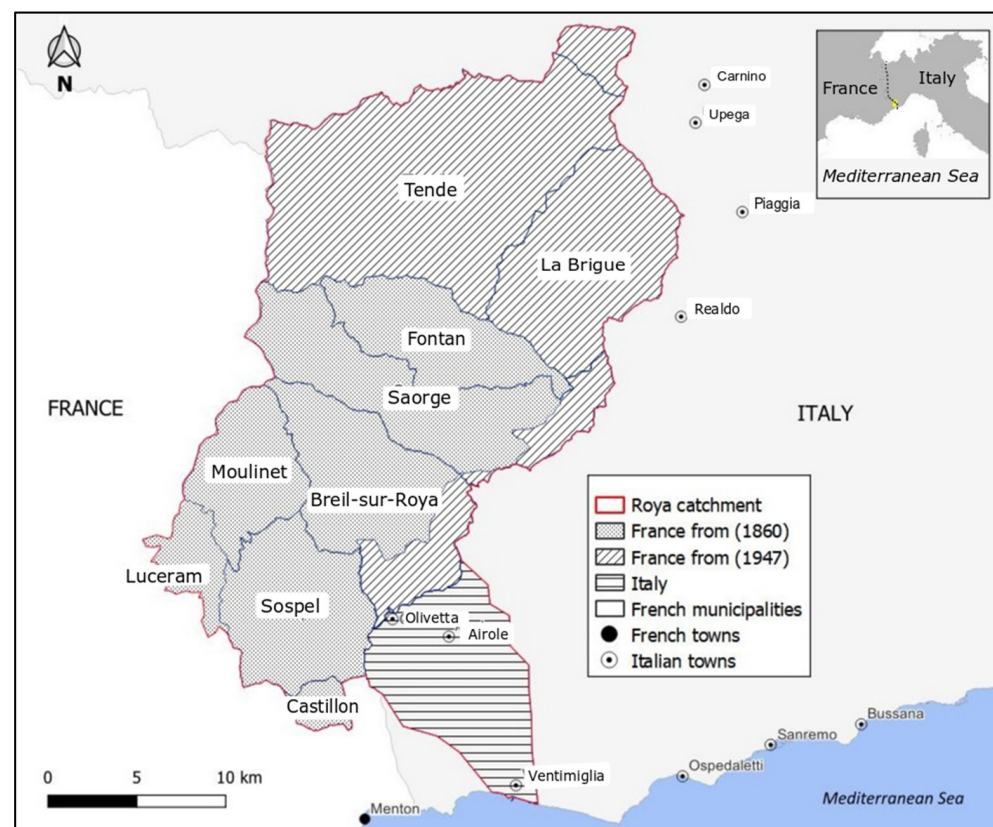 N
Carnino
Upega
France
Italy
Mediterranean Sea
Tende
Piaggia
La Brigue
Realdo
Fontan
Saorge
FRANCE
ITALY
Moulinet
Breil-sur-Roya
Luceram
Sospel
Olivetta
Airole
Castillon
Roya catchment
France from (1860)
France from (1947)
Italy
French municipalities
French towns
Italian towns
Bussana
Sanremo
Ospedaletti
Ventimiglia
0 5 10 km
Menton
Mediterranean Sea